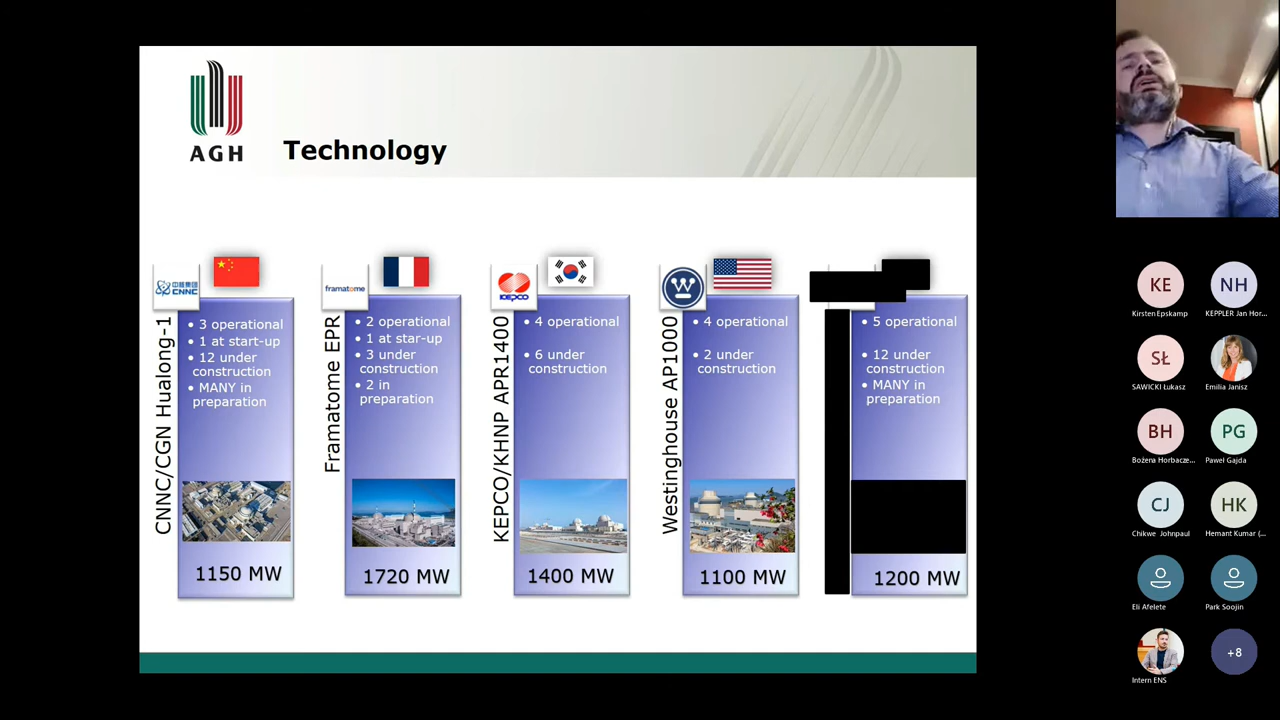 AGH
Technology
中核集团
CNNC
framatome
KEPCO
CNNC/CGN Hualong-1
• 3 operational
• 1 at start-up
• 12 under
construction
• MANY in
preparation
1150 MW
Framatome EPR
• 2 operational
• 1 at star-up
• 3 under
construction
• 2 in
preparation
1720 MW
KEPCO/KHNP APR1400
• 4 operational
• 6 under
construction
1400 MW
Westinghouse AP1000
• 4 operational
• 2 under
construction
1100 MW
• 5 operational
• 12 under
construction
• MANY in
preparation
1200 MW
KE
Kirsten Epskamp
NH
KEPPLER Jan Hor...
SŁ
SAWICKI Łukasz
Emilia Janisz
BH
Bożena Horbacze...
PG
Paweł Gajda
CJ
Chikwe Johnpaul
HK
Hemant Kumar (...
Eli Afelete
Park Soojin
Intern ENS
+8